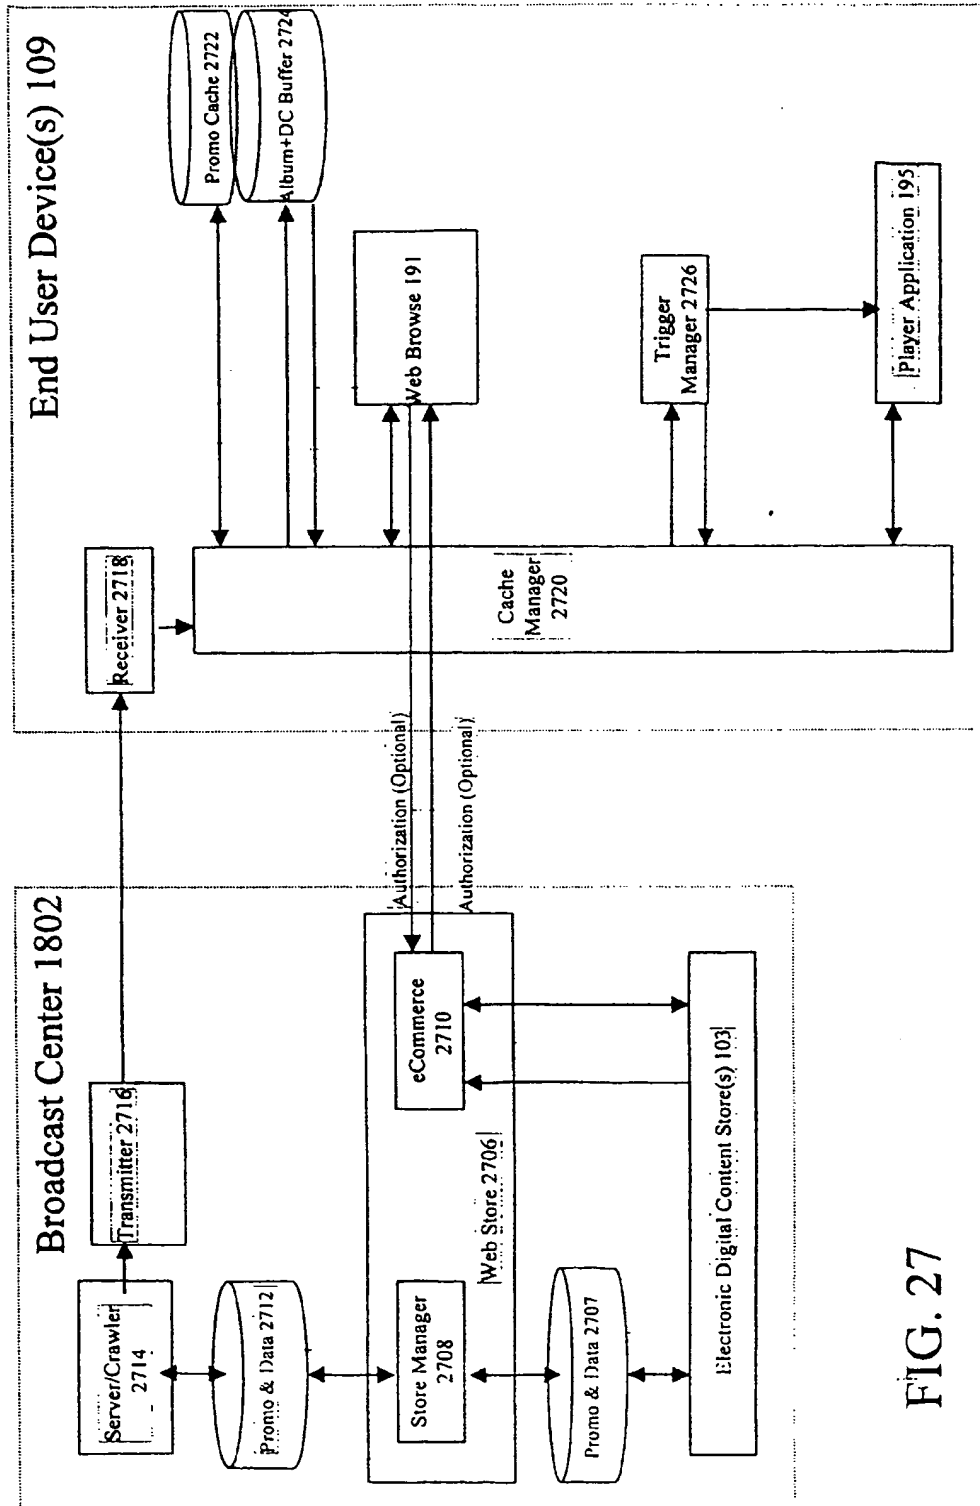 Broadcast Center 1802
End User Device(s) 109
Server/Crawler
2714
Transmitter 2716
Receiver 2718
Promo & Data 2712
Promo Cache 2722
Album+DC Buffer 2724
Store Manager
2708
eCommerce
2710
Web Store 2706
Authorization (Optional)
Authorization (Optional)
Cache
Manager
2720
Web Browse 191
Promo & Data 2707
Trigger
Manager 2726
Electronic Digital Content Store(s) 103
Player Application 195
FIG. 27